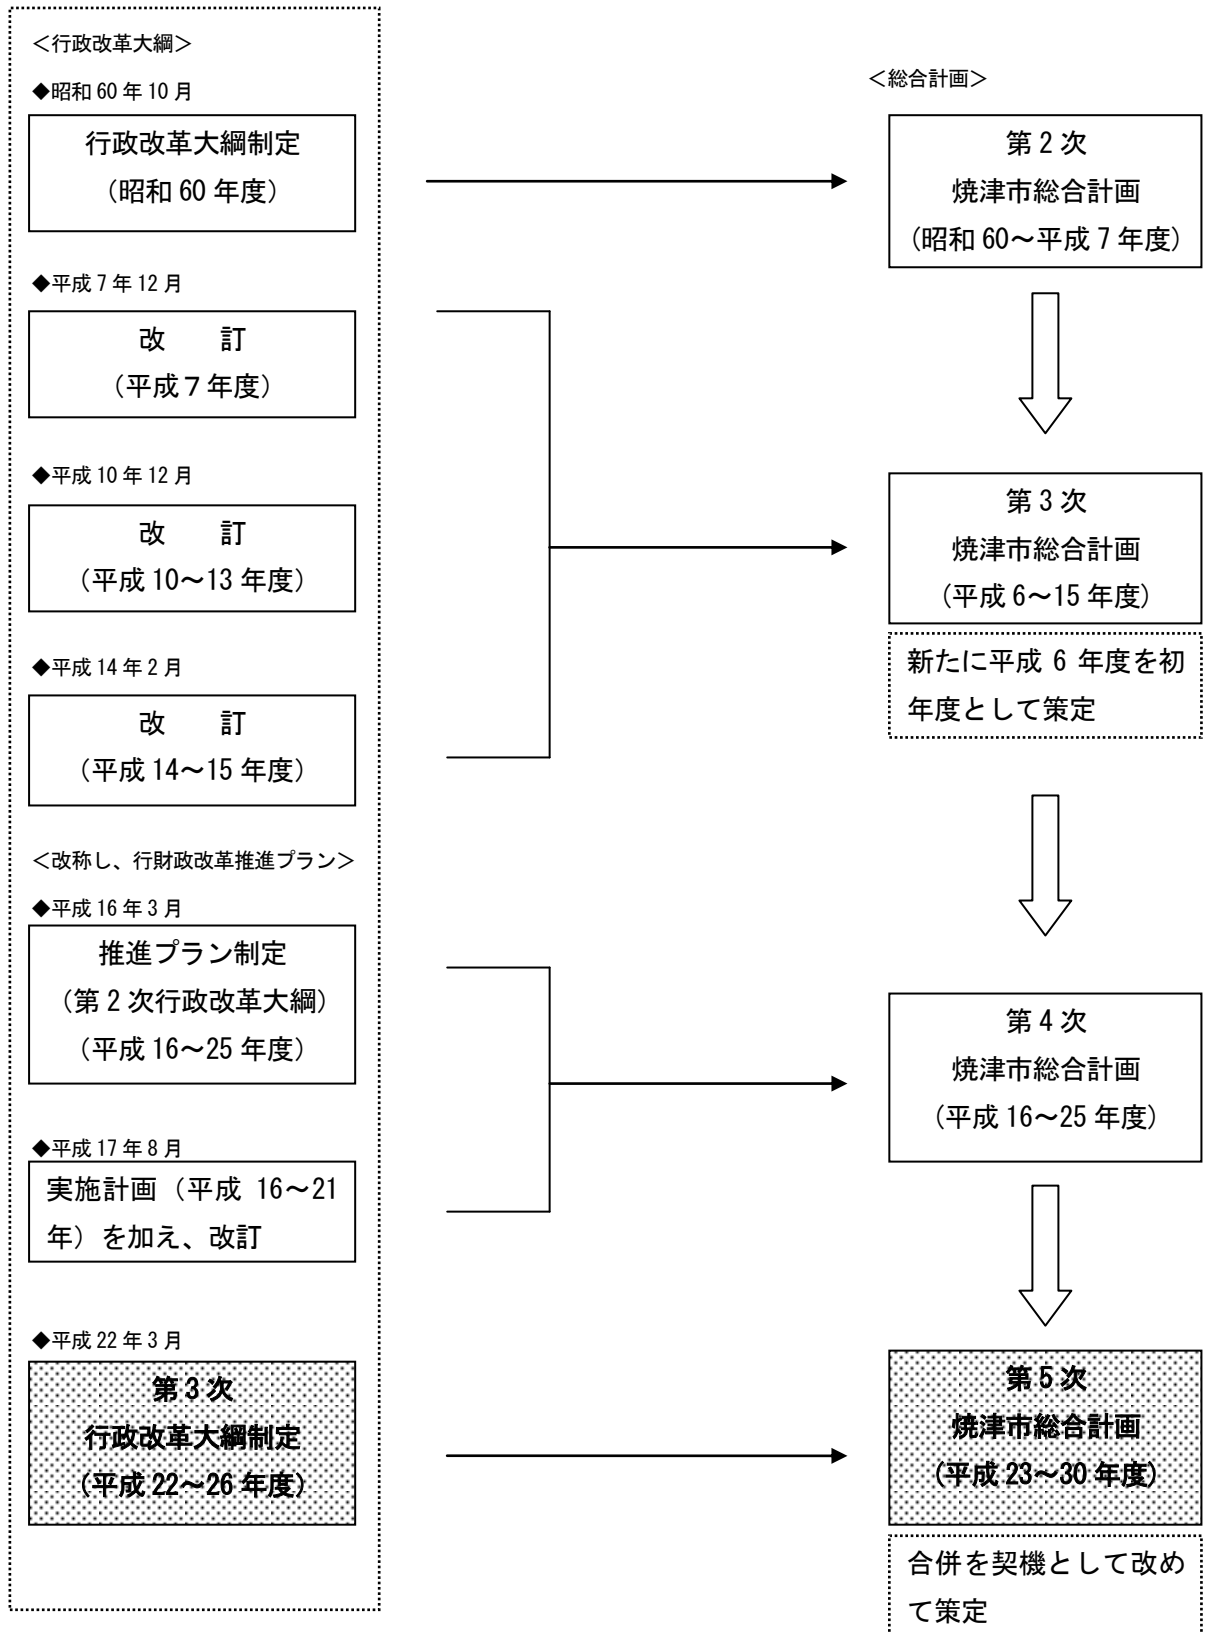 ＜行政改革大綱＞
◆昭和 60 年 10 月
行政改革大綱制定
（昭和 60 年度）
◆平成 7 年 12 月
改　　訂
（平成７年度）
◆平成 10 年 12 月
改　　訂
（平成 10～13 年度）
◆平成 14 年 2 月
改　　訂
（平成 14～15 年度）
＜改称し、行財政改革推進プラン＞
◆平成 16 年 3 月
推進プラン制定
（第 2 次行政改革大綱）
（平成 16～25 年度）
◆平成 17 年 8 月
実施計画（平成 16～21
年）を加え、改訂
◆平成 22 年 3 月
第 3 次
行政改革大綱制定
（平成 22～26 年度）
＜総合計画＞
第 2 次
焼津市総合計画
（昭和 60～平成 7 年度）
第 3 次
焼津市総合計画
（平成 6～15 年度）
新たに平成 6 年度を初
年度として策定
第 4 次
焼津市総合計画
（平成 16～25 年度）
第 5 次
焼津市総合計画
（平成 23～30 年度）
合併を契機として改め
て策定